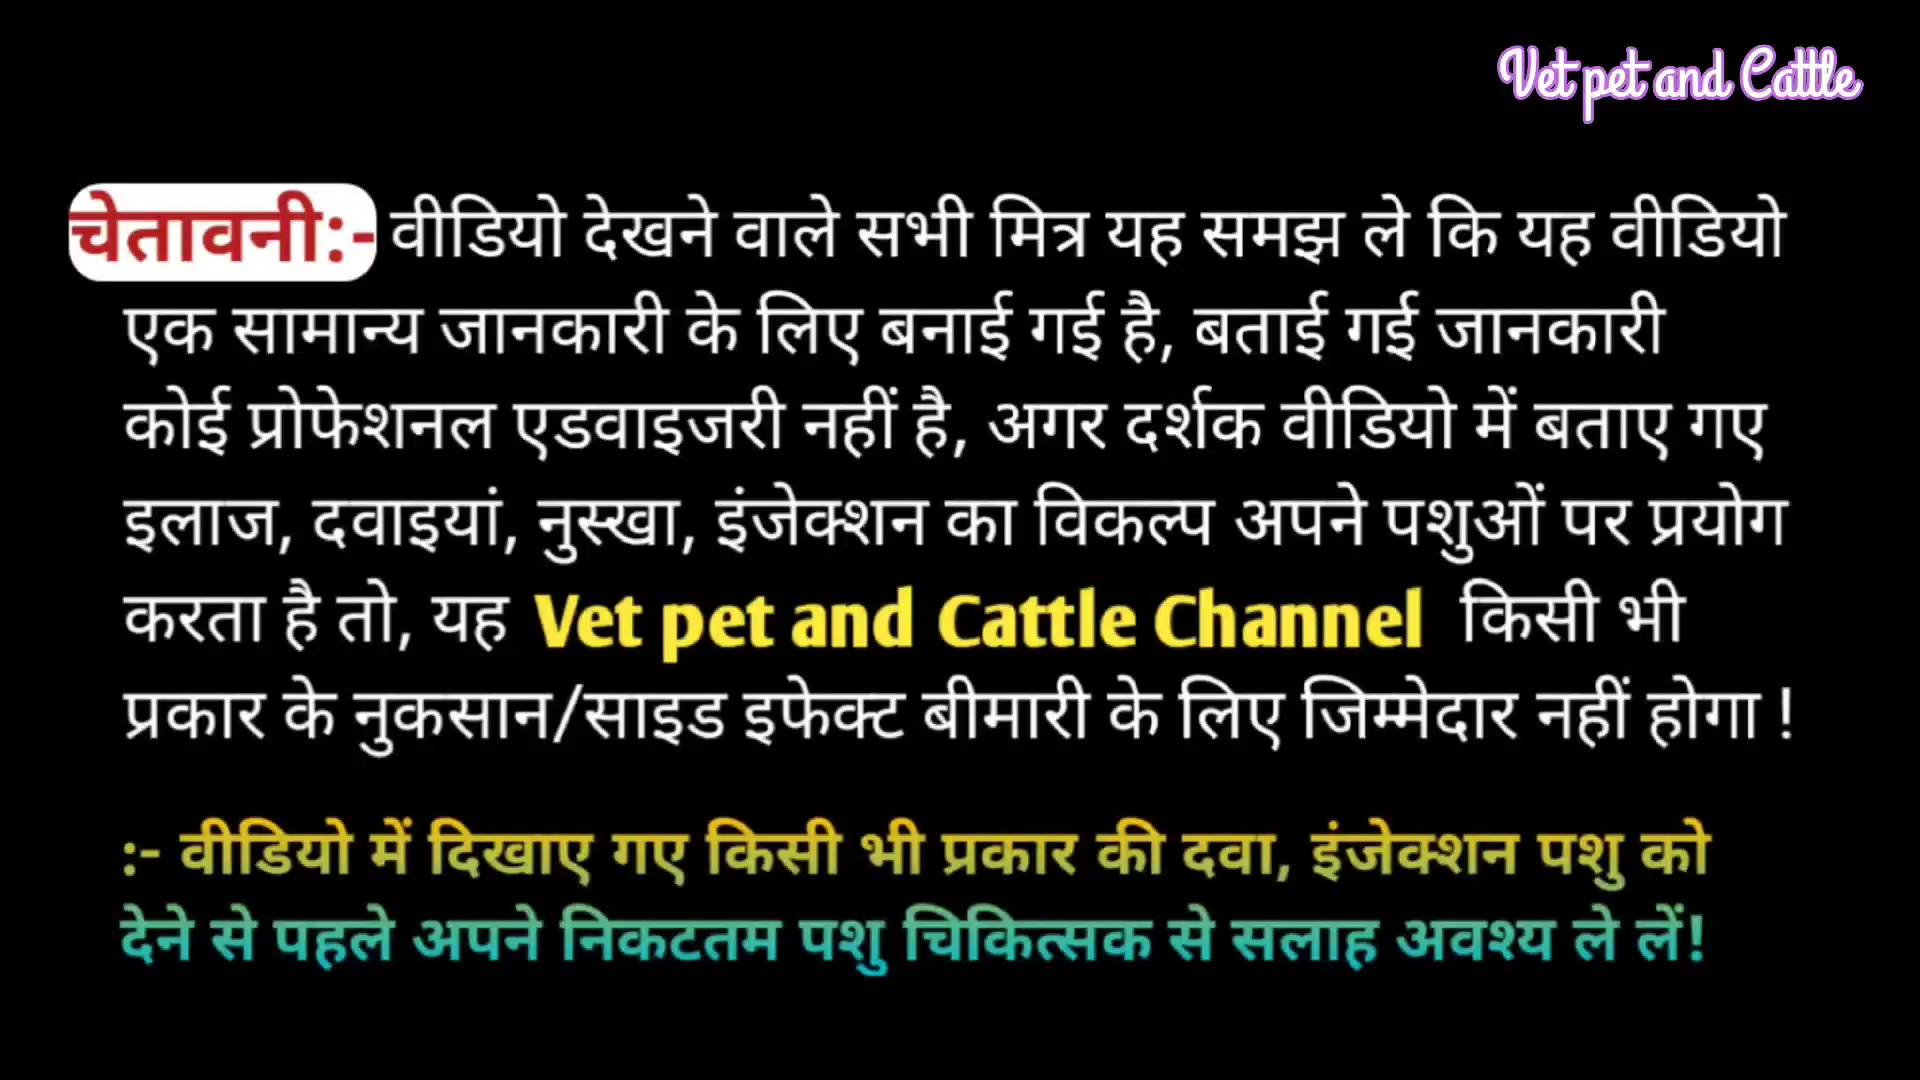 Vet pet and Cattle
चेतावनी:- वीडियो देखने वाले सभी मित्र यह समझ ले कि यह वीडियो
एक सामान्य जानकारी के लिए बनाई गई है, बताई गई जानकारी
कोई प्रोफेशनल एडवाइजरी नहीं है, अगर दर्शक वीडियो में बताए गए
इलाज, दवाइयां, नुस्खा, इंजेक्शन का विकल्प अपने पशुओं पर प्रयोग
करता है तो, यह Vet pet and Cattle Channel किसी भी
प्रकार के नुकसान/साइड इफेक्ट बीमारी के लिए जिम्मेदार नहीं होगा !
:- वीडियो में दिखाए गए किसी भी प्रकार की दवा, इंजेक्शन पशु को
देने से पहले अपने निकटतम पशु चिकित्सक से सलाह अवश्य ले लें!